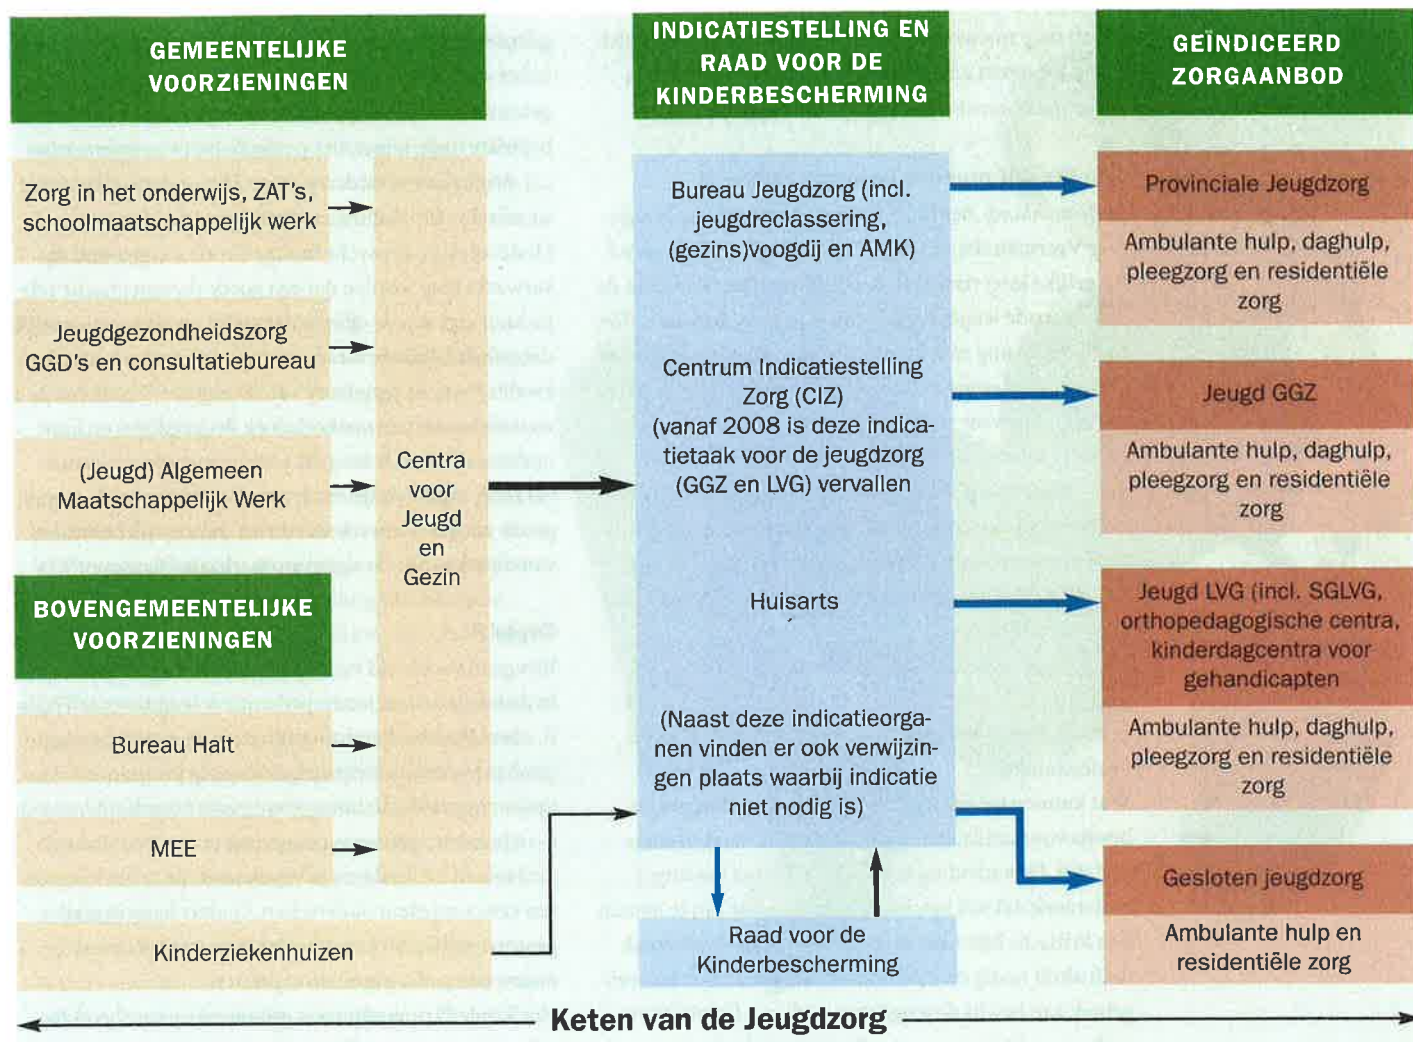 GEMEENTELIJKE
VOORZIENINGEN
Zorg in het onderwijs, ZAT's,
schoolmaatschappelijk werk
Jeugdgezondheidszorg
GGD's en consultatiebureau
(Jeugd) Algemeen
Maatschappelijk Werk
Centra
voor
Jeugd
en
Gezin
BOVENGEMEENTELIJKE
VOORZIENINGEN
Bureau Halt
MEE
Kinderziekenhuizen
INDICATIESTELLING EN
RAAD VOOR DE
KINDERBESCHERMING
Bureau Jeugdzorg (incl.
jeugdreclassering,
(gezins)voogdij en AMK)
Centrum Indicatiestelling
Zorg (CIZ)
(vanaf 2008 is deze indica-
tietaak voor de jeugdzorg
(GGZ en LVG) vervallen
Huisarts
(Naast deze indicatieorga-
nen vinden er ook verwijzin-
gen plaats waarbij indicatie
niet nodig is)
Raad voor de
Kinderbescherming
GEÏNDICEERD
ZORGAANBOD
Provinciale Jeugdzorg
Ambulante hulp, daghulp,
pleegzorg en residentiële
zorg
Jeugd GGZ
Ambulante hulp, daghulp,
pleegzorg en residentiële
zorg
Jeugd LVG (incl. SGLVG,
orthopedagogische centra,
kinderdagcentra voor
gehandicapten
Ambulante hulp, daghulp,
pleegzorg en residentiële
zorg
Gesloten jeugdzorg
Ambulante hulp en
residentiële zorg
Keten van de Jeugdzorg